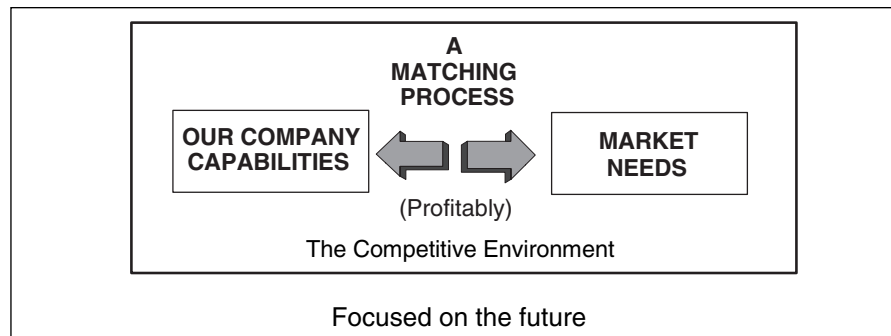 A
MATCHING
PROCESS
OUR COMPANY
CAPABILITIES
MARKET
NEEDS
(Profitably)
The Competitive Environment
Focused on the future